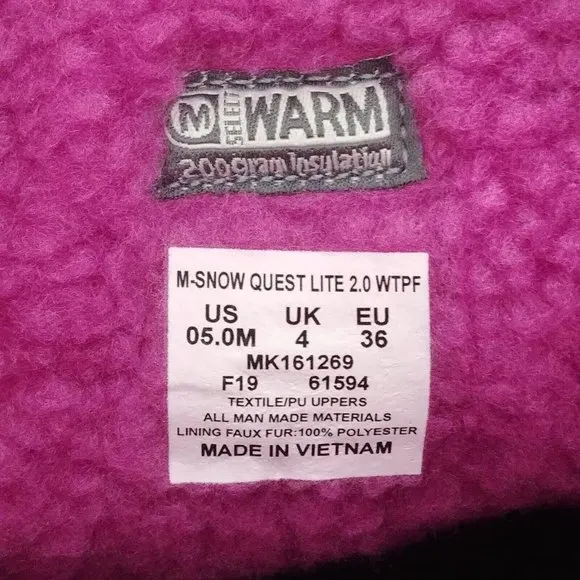 M SELECT WARM
200gram insulation
M-SNOW QUEST LITE 2.0 WTPF
US UK EU
05.0M 4 36
MK161269
F19 61594
TEXTILE/PU UPPERS
ALL MAN MADE MATERIALS
LINING FAUX FUR:100% POLYESTER
MADE IN VIETNAM